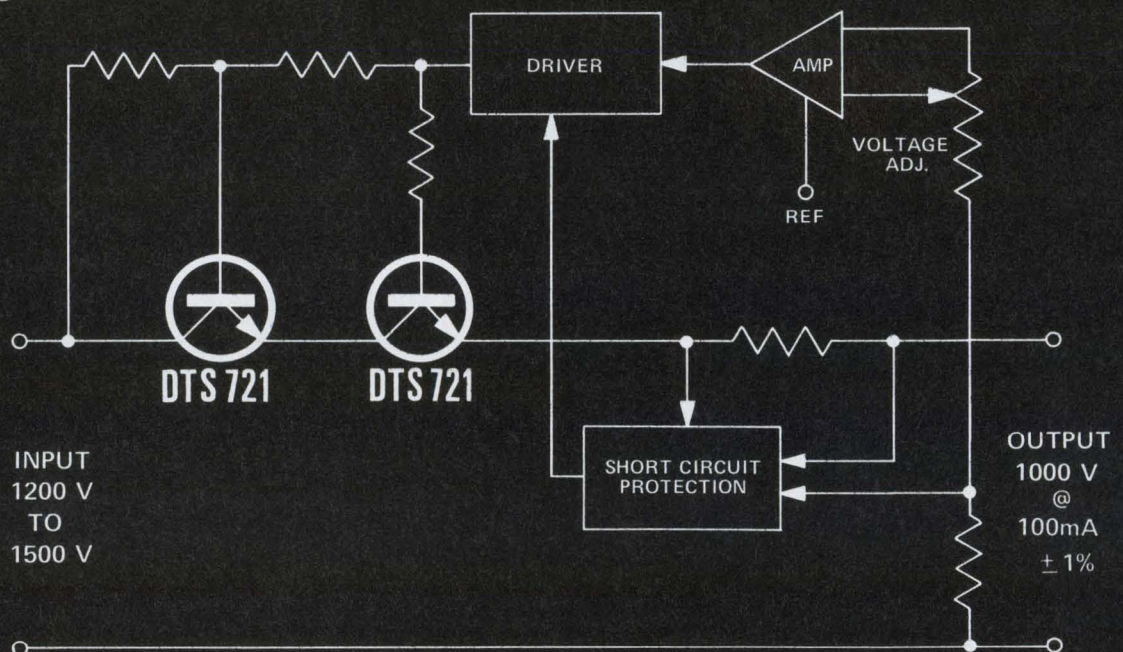 DRIVER
AMP
VOLTAGE
ADJ.
REF
DTS 721
DTS 721
INPUT
1200 V
TO
1500 V
SHORT CIRCUIT
PROTECTION
OUTPUT
1000 V
@
100mA
± 1%